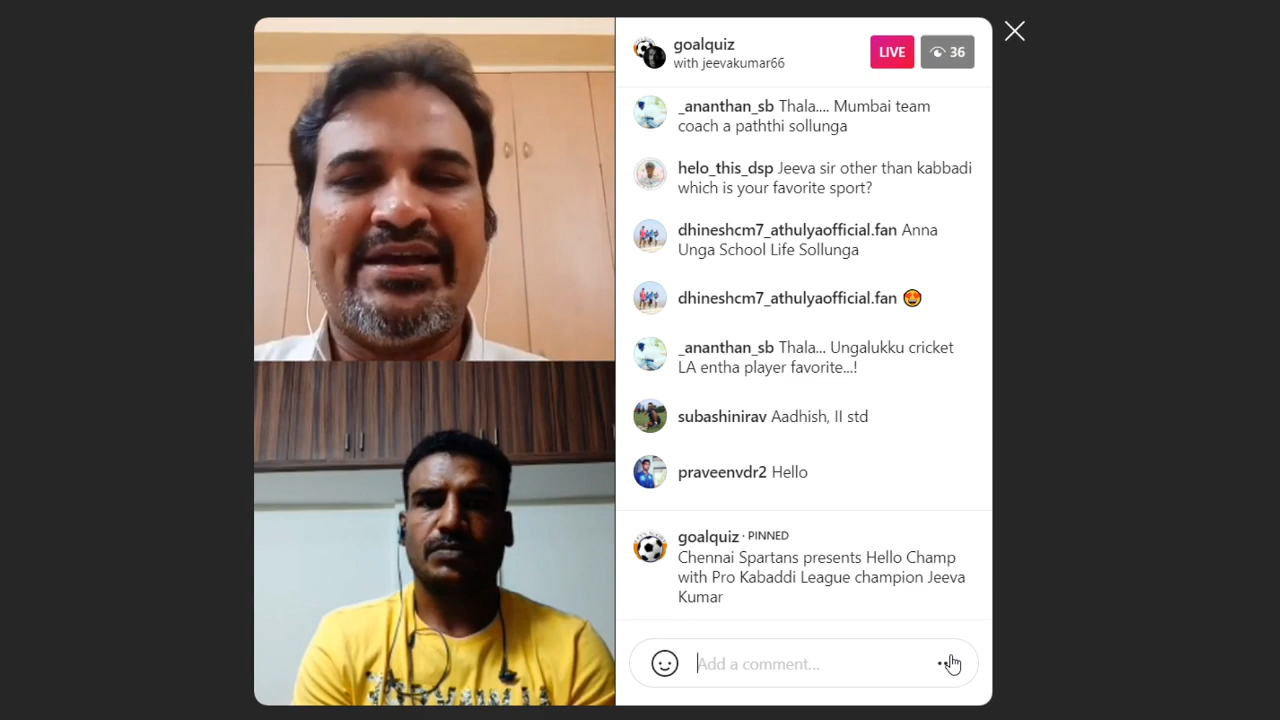 goalquiz
with jeevakumar66
LIVE
36
_ananthan_sb Thala.... Mumbai team
coach a paththi sollunga
helo_this_dsp Jeeva sir other than kabbadi
which is your favorite sport?
dhineshcm7_athulyaofficial.fan Anna
Unga School Life Sollunga
dhineshcm7_athulyaofficial.fan 🤩
_ananthan_sb Thala... Ungalukku cricket
LA entha player favorite...!
subashinirav Aadhish, II std
praveenvdr2 Hello
goalquiz · PINNED
Chennai Spartans presents Hello Champ
with Pro Kabaddi League champion Jeeva
Kumar
Add a comment...